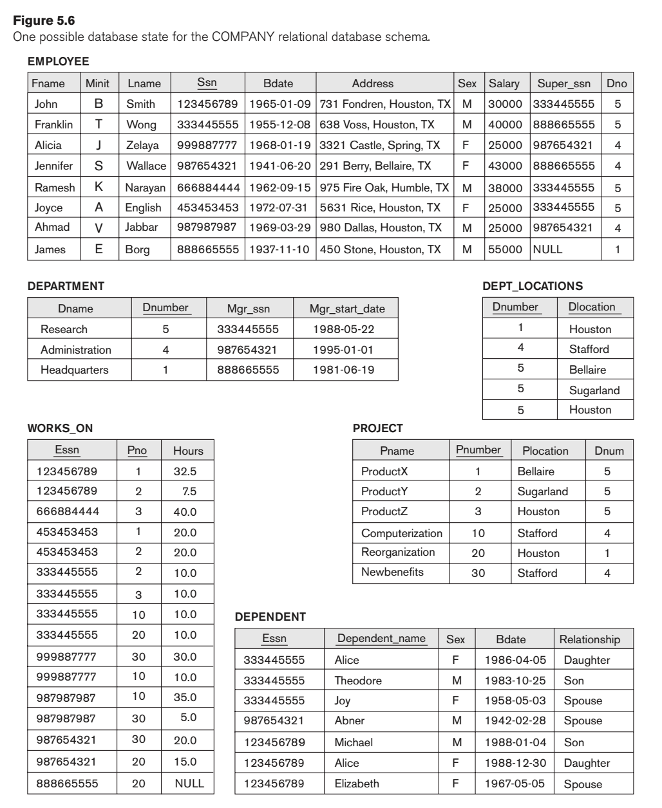 Figure 5.6
One possible database state for the COMPANY relational database schema.
EMPLOYEE
Fname Minit Lname Ssn Bdate Address Sex Salary Super_ssn Dno
John B Smith 123456789 1965-01-09 731 Fondren, Houston, TX M 30000 333445555 5
Franklin T Wong 333445555 1955-12-08 638 Voss, Houston, TX M 40000 888665555 5
Alicia J Zelaya 999887777 1968-01-19 3321 Castle, Spring, TX F 25000 987654321 4
Jennifer S Wallace 987654321 1941-06-20 291 Berry, Bellaire, TX F 43000 888665555 4
Ramesh K Narayan 666884444 1962-09-15 975 Fire Oak, Humble, TX M 38000 333445555 5
Joyce A English 453453453 1972-07-31 5631 Rice, Houston, TX F 25000 333445555 5
Ahmad V Jabbar 987987987 1969-03-29 980 Dallas, Houston, TX M 25000 987654321 4
James E Borg 888665555 1937-11-10 450 Stone, Houston, TX M 55000 NULL 1
DEPARTMENT
Dname Dnumber Mgr_ssn Mgr_start_date
Research 5 333445555 1988-05-22
Administration 4 987654321 1995-01-01
Headquarters 1 888665555 1981-06-19
DEPT_LOCATIONS
Dnumber Dlocation
1 Houston
4 Stafford
5 Bellaire
5 Sugarland
5 Houston
WORKS_ON
Essn Pno Hours
123456789 1 32.5
123456789 2 7.5
666884444 3 40.0
453453453 1 20.0
453453453 2 20.0
333445555 2 10.0
333445555 3 10.0
333445555 10 10.0
333445555 20 10.0
999887777 30 30.0
999887777 10 10.0
987987987 10 35.0
987987987 30 5.0
987654321 30 20.0
987654321 20 15.0
888665555 20 NULL
PROJECT
Pname Pnumber Plocation Dnum
ProductX 1 Bellaire 5
ProductY 2 Sugarland 5
ProductZ 3 Houston 5
Computerization 10 Stafford 4
Reorganization 20 Houston 1
Newbenefits 30 Stafford 4
DEPENDENT
Essn Dependent_name Sex Bdate Relationship
333445555 Alice F 1986-04-05 Daughter
333445555 Theodore M 1983-10-25 Son
333445555 Joy F 1958-05-03 Spouse
987654321 Abner M 1942-02-28 Spouse
123456789 Michael M 1988-01-04 Son
123456789 Alice F 1988-12-30 Daughter
123456789 Elizabeth F 1967-05-05 Spouse